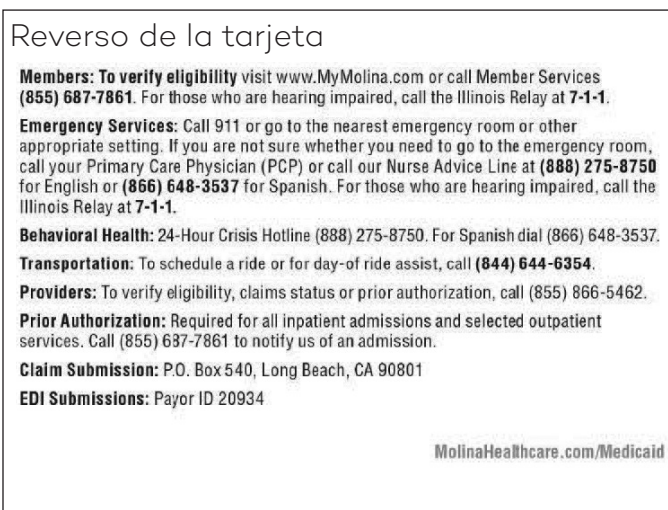 Reverso de la tarjeta
Members: To verify eligibility visit www.MyMolina.com or call Member Services
(855) 687-7861. For those who are hearing impaired, call the Illinois Relay at 7-1-1.
Emergency Services: Call 911 or go to the nearest emergency room or other
appropriate setting. If you are not sure whether you need to go to the emergency room,
call your Primary Care Physician (PCP) or call our Nurse Advice Line at (888) 275-8750
for English or (866) 648-3537 for Spanish. For those who are hearing impaired, call the
Illinois Relay at 7-1-1.
Behavioral Health: 24-Hour Crisis Hotline (888) 275-8750. For Spanish dial (866) 648-3537.
Transportation: To schedule a ride or for day-of ride assist, call (844) 644-6354.
Providers: To verify eligibility, claims status or prior authorization, call (855) 866-5462.
Prior Authorization: Required for all inpatient admissions and selected outpatient
services. Call (855) 687-7861 to notify us of an admission.
Claim Submission: P.O. Box 540, Long Beach, CA 90801
EDI Submissions: Payor ID 20934
MolinaHealthcare.com/Medicaid